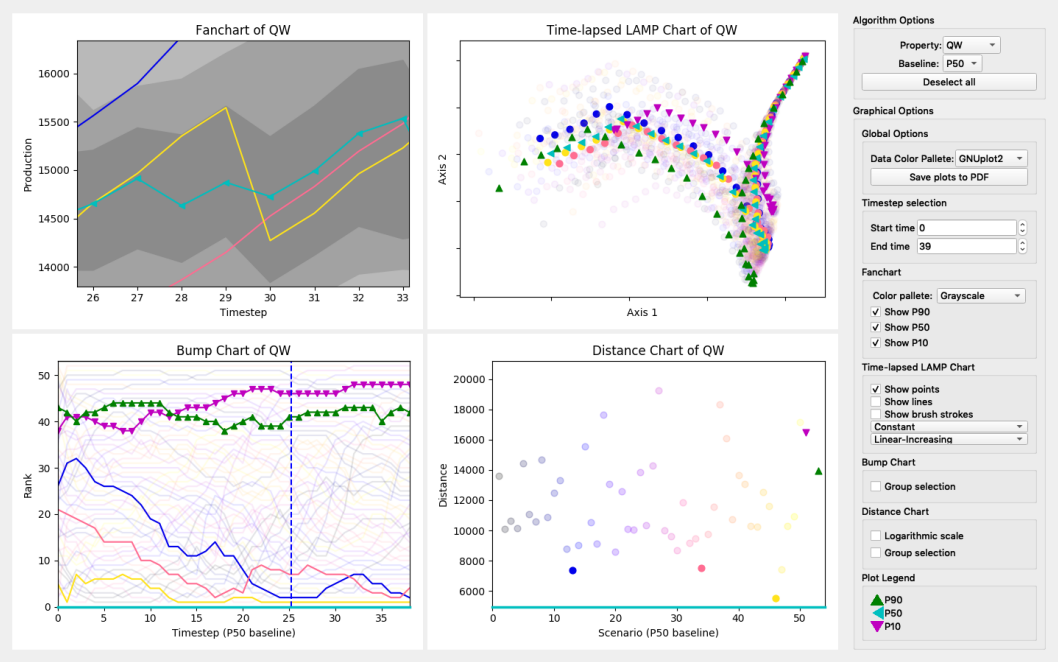 Fanchart of QW
16000
15500
15000
14500
14000
Production
26 27 28 29 30 31 32 33
Timestep
Time-lapsed LAMP Chart of QW
Axis 2
Axis 1
Bump Chart of QW
50
40
30
20
10
0
Rank
0 5 10 15 20 25 30 35
Timestep (P50 baseline)
Distance Chart of QW
20000
18000
16000
14000
12000
10000
8000
6000
Distance
0 10 20 30 40 50
Scenario (P50 baseline)
Algorithm Options
Property: QW
Baseline: P50
Deselect all
Graphical Options
Global Options
Data Color Pallete: GNUplot2
Save plots to PDF
Timestep selection
Start time 0
End time 39
Fanchart
Color pallete: Grayscale
Show P90
Show P50
Show P10
Time-lapsed LAMP Chart
Show points
Show lines
Show brush strokes
Constant
Linear-Increasing
Bump Chart
Group selection
Distance Chart
Logarithmic scale
Group selection
Plot Legend
P90
P50
P10